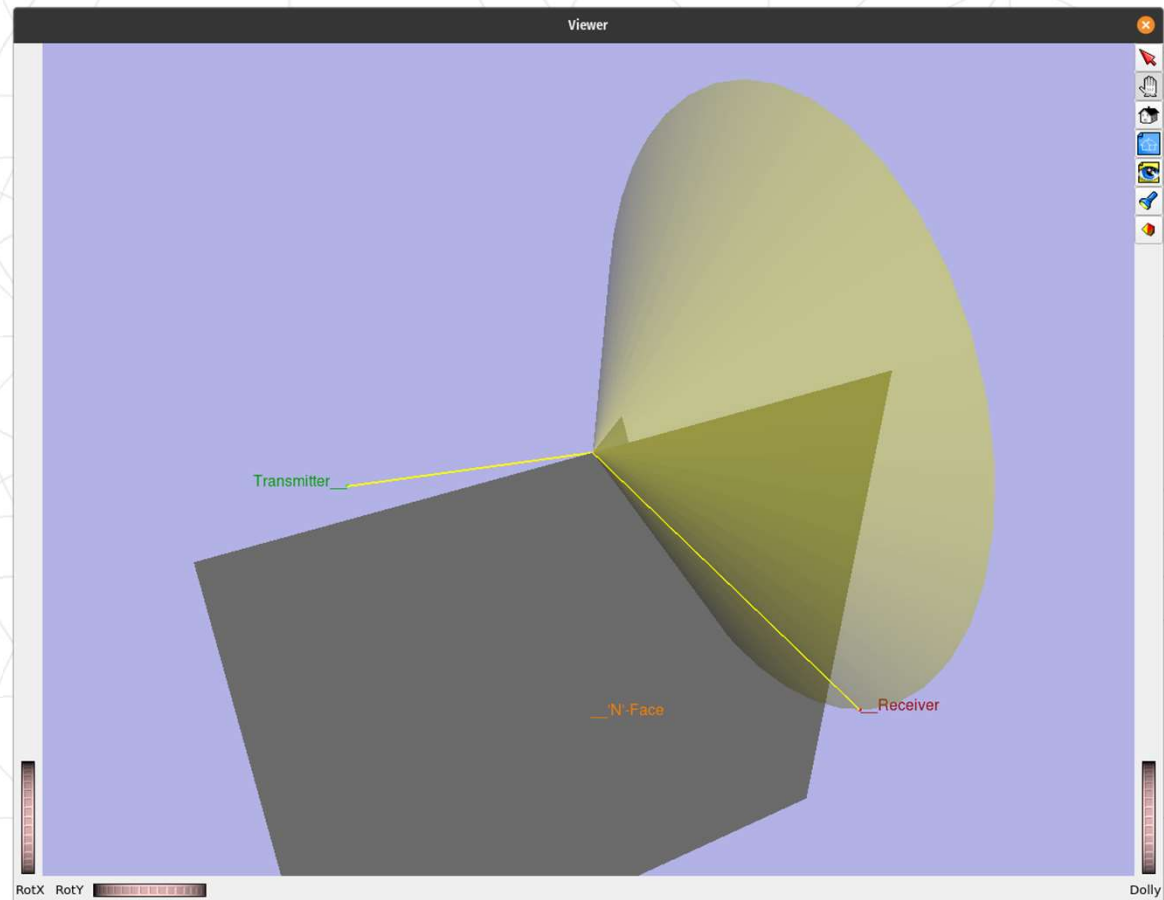 Viewer
Transmitter__
__'N'-Face
__Receiver
RotX RotY
Dolly